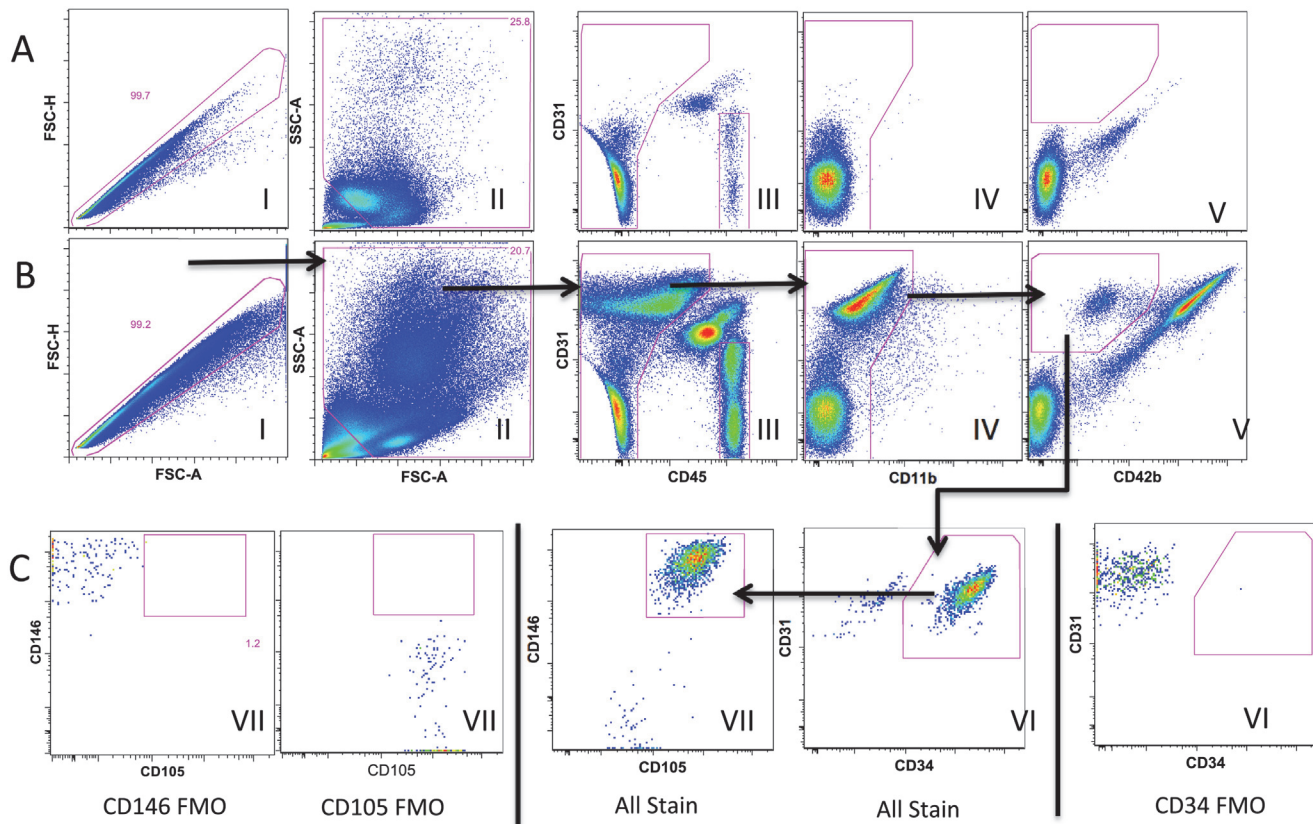 A
FSC-H
99.7
I
SSC-A
25.8
II
CD31
III
IV
V
B
FSC-H
99.2
I
FSC-A
SSC-A
20.7
II
FSC-A
CD31
III
CD45
IV
CD11b
V
CD42b
C
CD146
1.2
VII
CD105
CD146 FMO
VII
CD105
CD105 FMO
CD146
VII
CD105
All Stain
CD31
VI
CD34
All Stain
CD31
VI
CD34
CD34 FMO